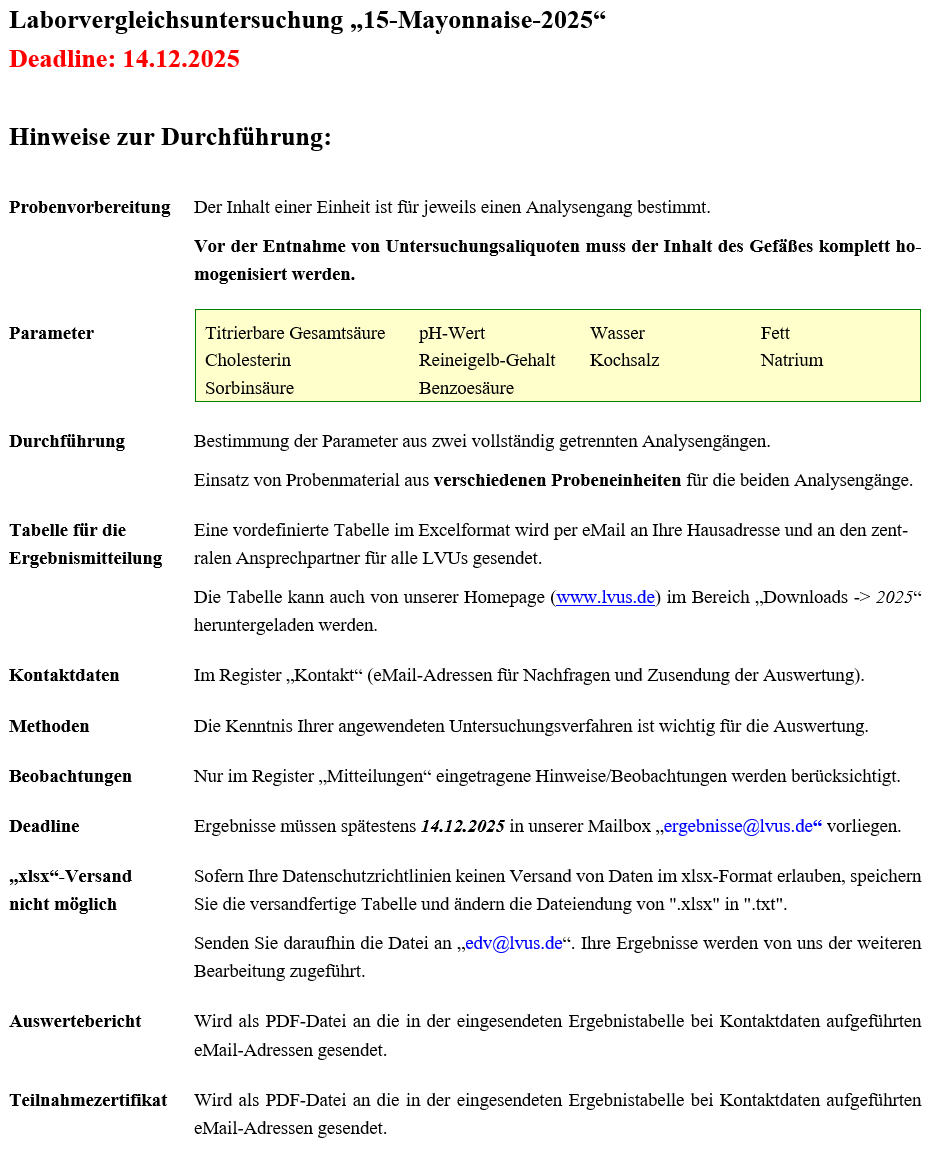 Laborvergleichsuntersuchung „15-Mayonnaise-2025“
Deadline: 14.12.2025
Hinweise zur Durchführung:
Probenvorbereitung Der Inhalt einer Einheit ist für jeweils einen Analysengang bestimmt.
Vor der Entnahme von Untersuchungsaliquoten muss der Inhalt des Gefäßes komplett ho-
mogenisiert werden.
Parameter Titrierbare Gesamtsäure pH-Wert Wasser Fett
Cholesterin Reineigelb-Gehalt Kochsalz Natrium
Sorbinsäure Benzoesäure
Durchführung Bestimmung der Parameter aus zwei vollständig getrennten Analysengängen.
Einsatz von Probenmaterial aus verschiedenen Probeneinheiten für die beiden Analysengänge.
Tabelle für die Eine vordefinierte Tabelle im Excelformat wird per eMail an Ihre Hausadresse und an den zent-
Ergebnismitteilung ralen Ansprechpartner für alle LVUs gesendet.
Die Tabelle kann auch von unserer Homepage (www.lvus.de) im Bereich „Downloads -> 2025“
heruntergeladen werden.
Kontaktdaten Im Register „Kontakt“ (eMail-Adressen für Nachfragen und Zusendung der Auswertung).
Methoden Die Kenntnis Ihrer angewendeten Untersuchungsverfahren ist wichtig für die Auswertung.
Beobachtungen Nur im Register „Mitteilungen“ eingetragene Hinweise/Beobachtungen werden berücksichtigt.
Deadline Ergebnisse müssen spätestens 14.12.2025 in unserer Mailbox „ergebnisse@lvus.de“ vorliegen.
„xlsx“-Versand Sofern Ihre Datenschutzrichtlinien keinen Versand von Daten im xlsx-Format erlauben, speichern
nicht möglich Sie die versandfertige Tabelle und ändern die Dateiendung von ".xlsx" in ".txt".
Senden Sie daraufhin die Datei an „edv@lvus.de“. Ihre Ergebnisse werden von uns der weiteren
Bearbeitung zugeführt.
Auswertebericht Wird als PDF-Datei an die in der eingesendeten Ergebnistabelle bei Kontaktdaten aufgeführten
eMail-Adressen gesendet.
Teilnahmezertifikat Wird als PDF-Datei an die in der eingesendeten Ergebnistabelle bei Kontaktdaten aufgeführten
eMail-Adressen gesendet.